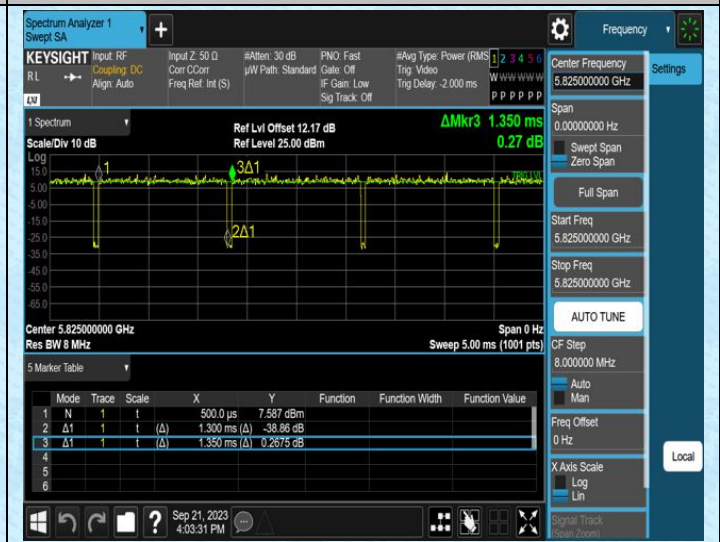 Spectrum Analyzer 1
Swept SA
+
Frequency
KEYSIGHT
RL
LXI
Input: RF
Coupling: DC
Align: Auto
Input Z: 50 Ω
Corr CCorr
Freq Ref: Int (S)
#Atten: 30 dB
µW Path: Standard
PNO: Fast
Gate: Off
IF Gain: Low
Sig Track: Off
#Avg Type: Power (RMS
Trig: Video
Trig Delay: -2.000 ms
1 2 3 4 5 6
W W W W W W
P P P P P P
Settings
1 Spectrum
Scale/Div 10 dB
Ref Lvl Offset 12.17 dB
Ref Level 25.00 dBm
ΔMkr3 1.350 ms
0.27 dB
Log
15.0
5.00
-5.00
-15.0
-25.0
-35.0
-45.0
-55.0
-65.0
1
3Δ1
2Δ1
TRIG LVL
Center 5.825000000 GHz
Res BW 8 MHz
Span 0 Hz
Sweep 5.00 ms (1001 pts)
5 Marker Table
Mode Trace Scale X Y Function Function Width Function Value
1 N 1 t 500.0 µs 7.587 dBm
2 Δ1 1 t (Δ) 1.300 ms (Δ) -38.86 dB
3 Δ1 1 t (Δ) 1.350 ms (Δ) 0.2675 dB
4
5
6
Center Frequency
5.825000000 GHz
Span
0.00000000 Hz
Swept Span
Zero Span
Full Span
Start Freq
5.825000000 GHz
Stop Freq
5.825000000 GHz
AUTO TUNE
CF Step
8.000000 MHz
Auto
Man
Freq Offset
0 Hz
X Axis Scale
Log
Lin
Signal Track
(Span Zoom)
Local
?
Sep 21, 2023
4:03:31 PM